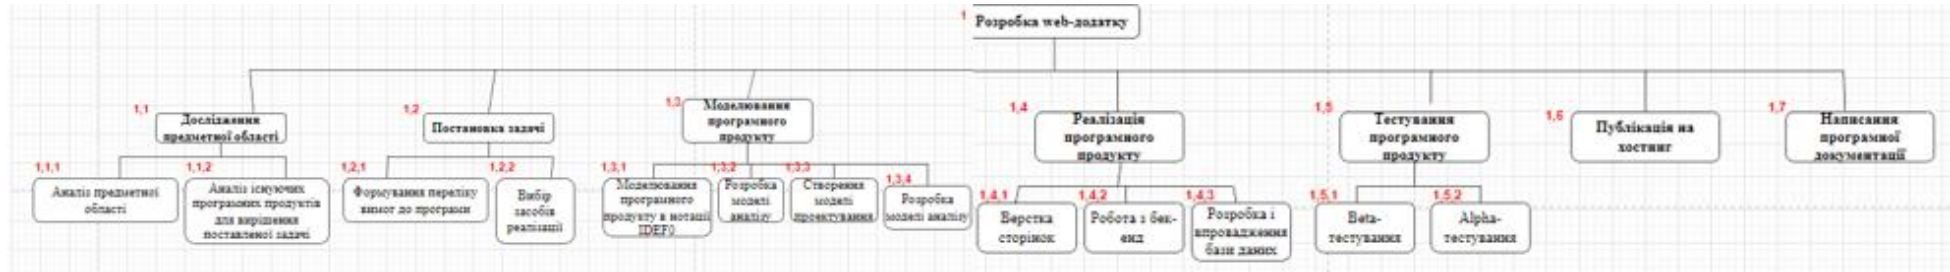 1
Розробка web-додатку
1,1
Дослідження
предметної області
1,2
Постановка задачі
1,3
Моделювання
програмного
продукту
1,4
Реалізація
програмного
продукту
1,5
Тестування
програмного
продукту
1,6
Публікація на
хостинг
1,7
Написання
програмної
документації
1,1,1
Аналіз предметної
області
1,1,2
Аналіз існуючих
програмних продуктів
для вирішення
поставленої задачі
1,2,1
Формування переліку
вимог до програми
1,2,2
Вибір
засобів
реалізації
1,3,1
Моделювання
програмного
продукту в нотації
IDEF0
1,3,2
Розробка
моделі
аналізу
1,3,3
Створення
моделі
проектування
1,3,4
Розробка
моделі аналізу
1,4,1
Верстка
сторінок
1,4,2
Робота з бек-
енд
1,4,3
Розробка і
впровадження
бази даних
1,5,1
Beta-
тестування
1,5,2
Alpha-
тестування